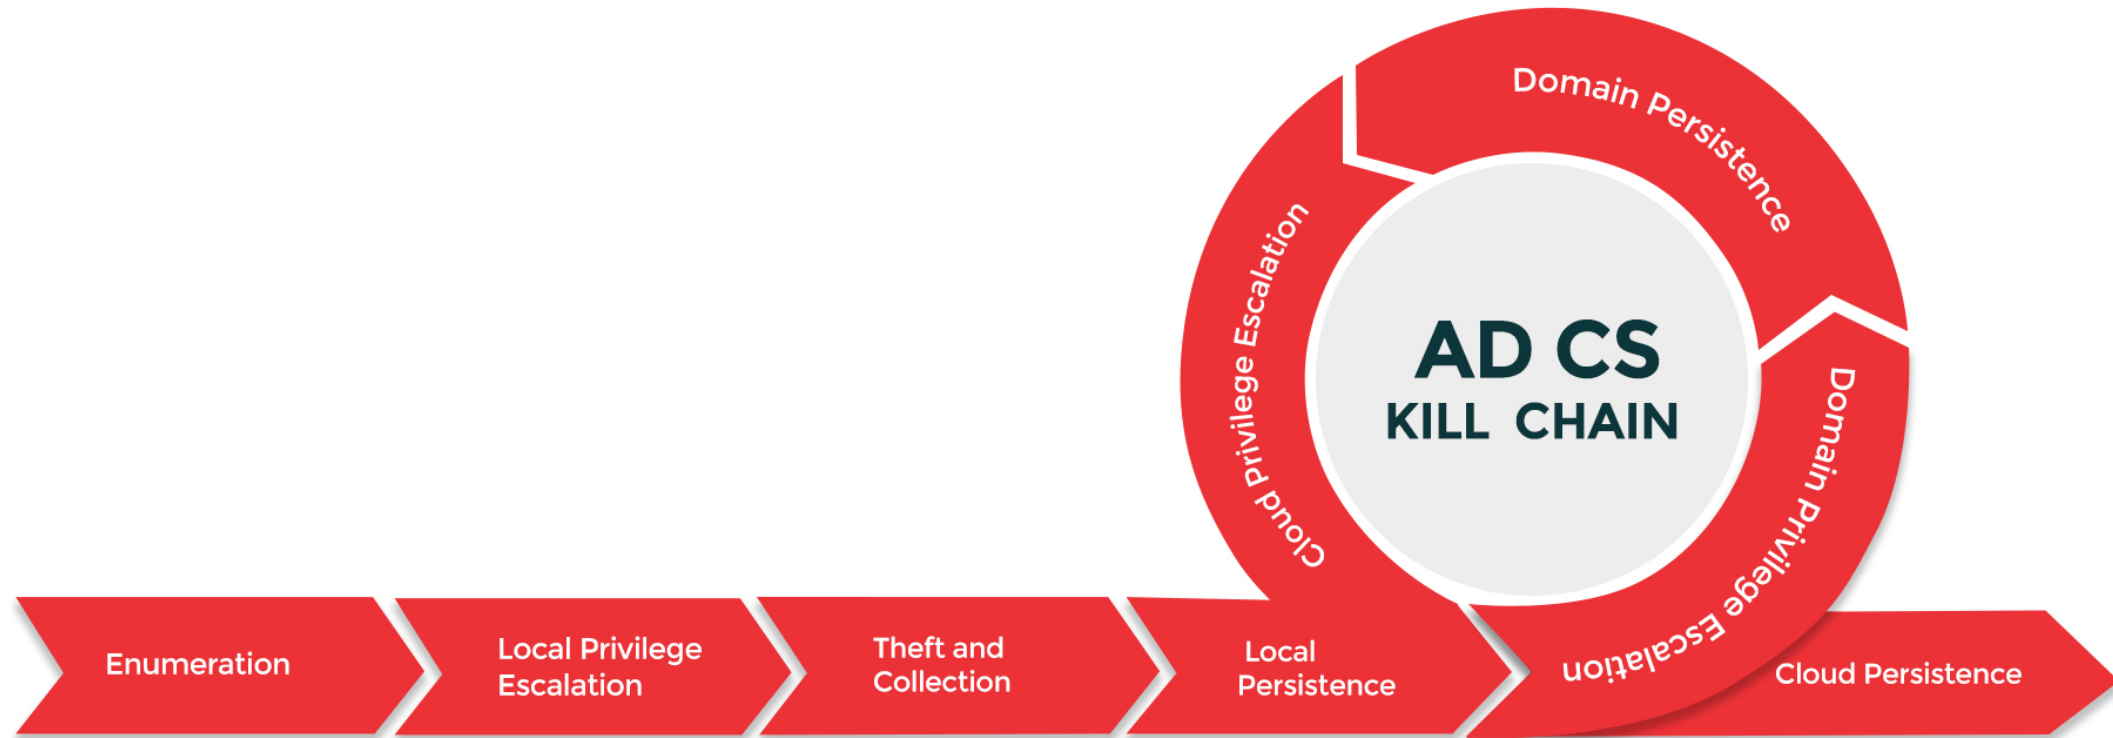 Enumeration
Local Privilege
Escalation
Theft and
Collection
Local
Persistence
Domain Privilege Escalation
Domain Persistence
Cloud Privilege Escalation
Cloud Persistence
AD CS
KILL CHAIN